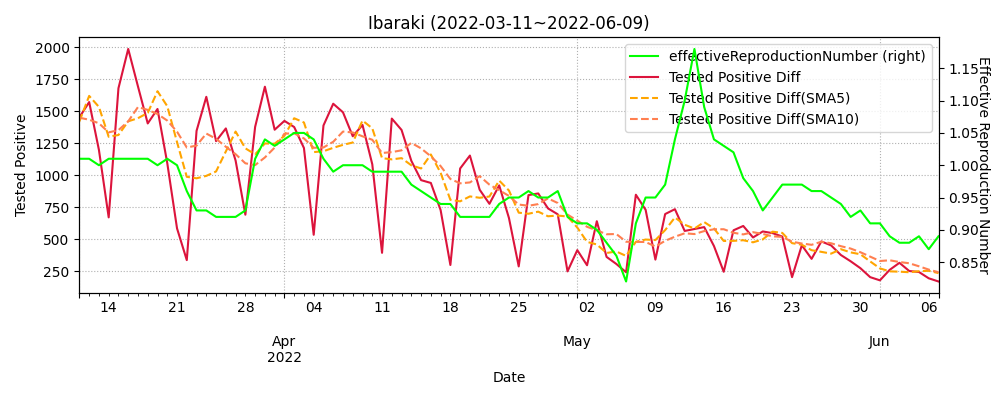 Ibaraki (2022-03-11~2022-06-09)
effectiveReproductionNumber (right)
Tested Positive Diff
Tested Positive Diff(SMA5)
Tested Positive Diff(SMA10)
Tested Positive
2000
1750
1500
1250
1000
750
500
250
Effective Reproduction Number
1.15
1.10
1.05
1.00
0.95
0.90
0.85
14 21 28 04 11 18 25 02 09 16 23 30 06
Apr May Jun
2022
Date